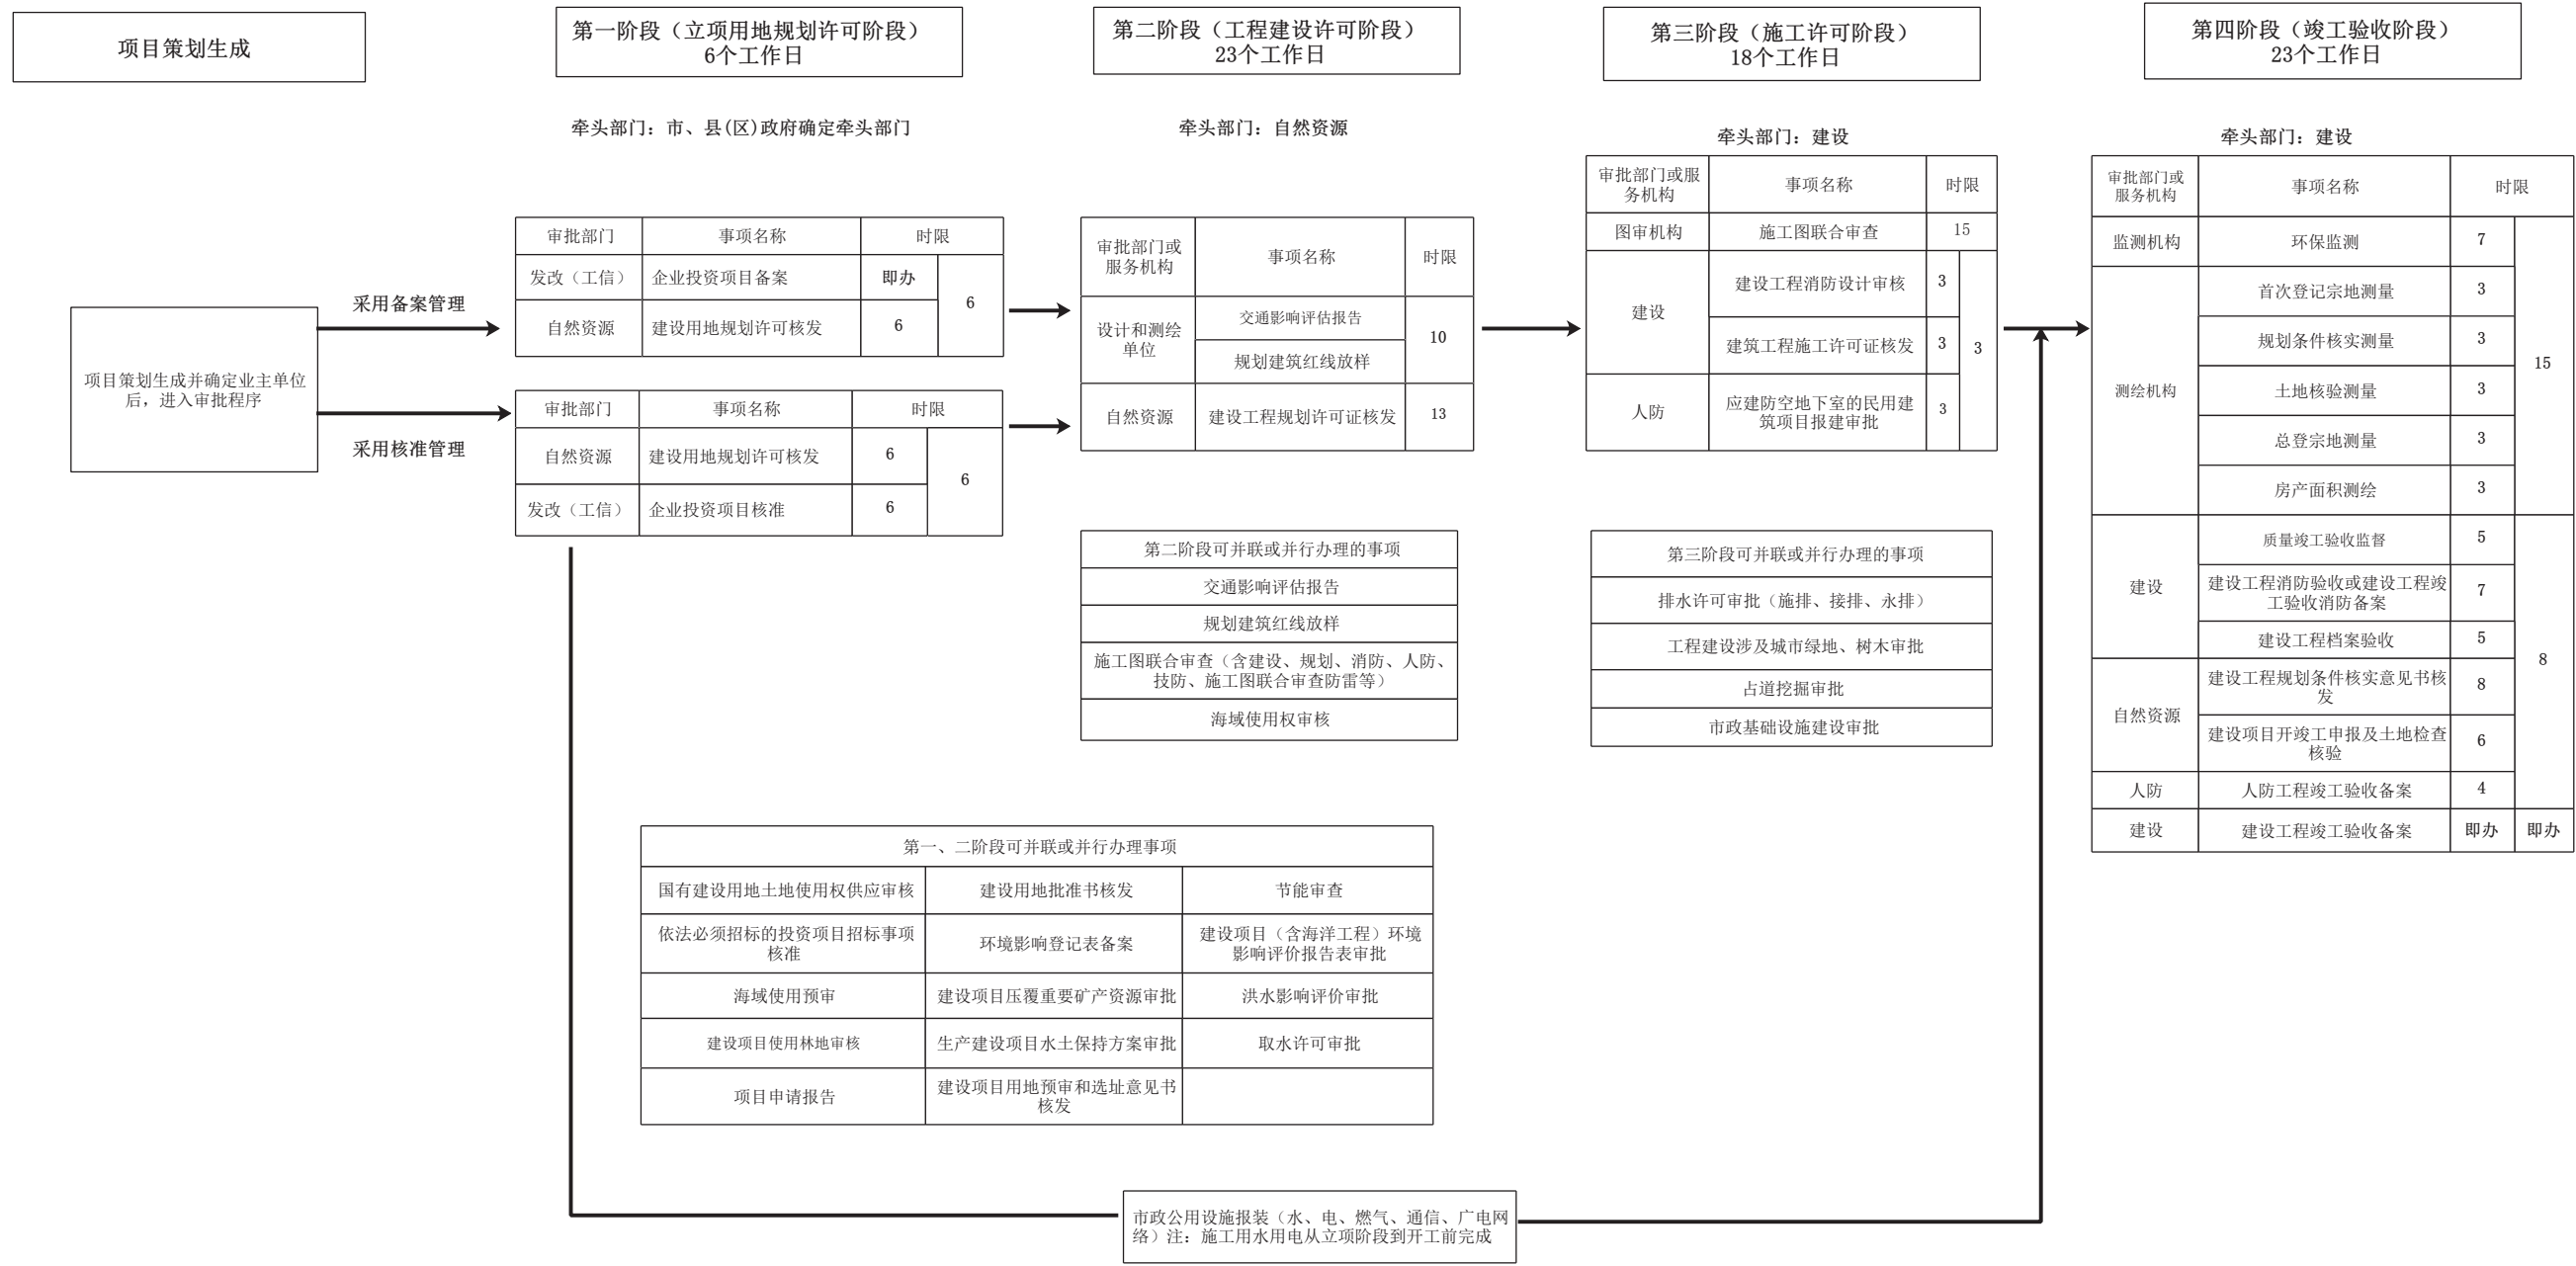 项目策划生成
第一阶段（立项用地规划许可阶段）
6个工作日
第二阶段（工程建设许可阶段）
23个工作日
第三阶段（施工许可阶段）
18个工作日
第四阶段（竣工验收阶段）
23个工作日
牵头部门：市、县(区)政府确定牵头部门
牵头部门：自然资源
牵头部门：建设
牵头部门：建设
项目策划生成并确定业主单位
后，进入审批程序
采用备案管理
采用核准管理
审批部门 事项名称 时限
发改（工信） 企业投资项目备案 即办
6
自然资源 建设用地规划许可核发 6
审批部门 事项名称 时限
自然资源 建设用地规划许可核发 6
6
发改（工信） 企业投资项目核准 6
审批部门或
服务机构
事项名称 时限
设计和测绘
单位
交通影响评估报告
10
规划建筑红线放样
自然资源 建设工程规划许可证核发 13
第二阶段可并联或并行办理的事项
交通影响评估报告
规划建筑红线放样
施工图联合审查（含建设、规划、消防、人防、
技防、施工图联合审查防雷等）
海域使用权审核
审批部门或服
务机构
事项名称 时限
图审机构 施工图联合审查 15
建设
建设工程消防设计审核 3
建筑工程施工许可证核发 3
3
人防
应建防空地下室的民用建
筑项目报建审批
3
第三阶段可并联或并行办理的事项
排水许可审批（施排、接排、永排）
工程建设涉及城市绿地、树木审批
占道挖掘审批
市政基础设施建设审批
审批部门或
服务机构
事项名称 时限
监测机构 环保监测 7
测绘机构
首次登记宗地测量 3
规划条件核实测量 3
15
土地核验测量 3
总登宗地测量 3
房产面积测绘 3
建设
质量竣工验收监督 5
建设工程消防验收或建设工程竣
工验收消防备案
7
建设工程档案验收 5
8
自然资源
建设工程规划条件核实意见书核
发
8
建设项目开竣工申报及土地检查
核验
6
人防 人防工程竣工验收备案 4
建设 建设工程竣工验收备案 即办 即办
第一、二阶段可并联或并行办理事项
国有建设用地土地使用权供应审核 建设用地批准书核发 节能审查
依法必须招标的投资项目招标事项
核准
环境影响登记表备案
建设项目（含海洋工程）环境
影响评价报告表审批
海域使用预审 建设项目压覆重要矿产资源审批 洪水影响评价审批
建设项目使用林地审核 生产建设项目水土保持方案审批 取水许可审批
项目申请报告
建设项目用地预审和选址意见书
核发
市政公用设施报装（水、电、燃气、通信、广电网
络）注：施工用水用电从立项阶段到开工前完成